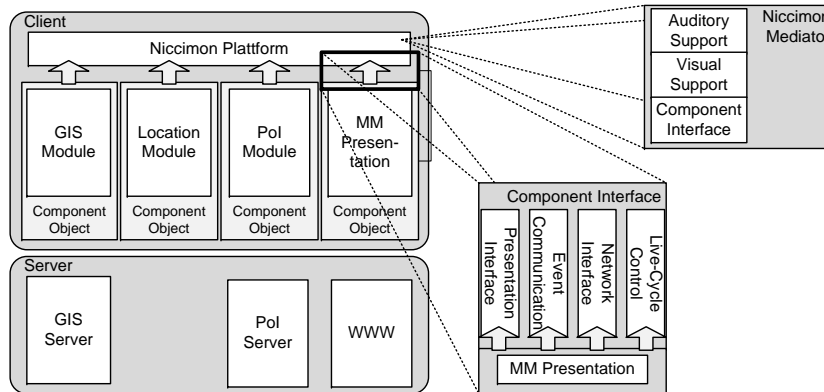 Client
Niccimon Plattform
GIS
Module
Location
Module
PoI
Module
MM
Presen-
tation
Component
Object
Component
Object
Component
Object
Component
Object
Server
GIS
Server
PoI
Server
WWW
Auditory
Support
Visual
Support
Component
Interface
Niccimon
Mediator
Component Interface
Presentation
Interface
Event
Communication
Network
Interface
Live-Cycle
Control
MM Presentation